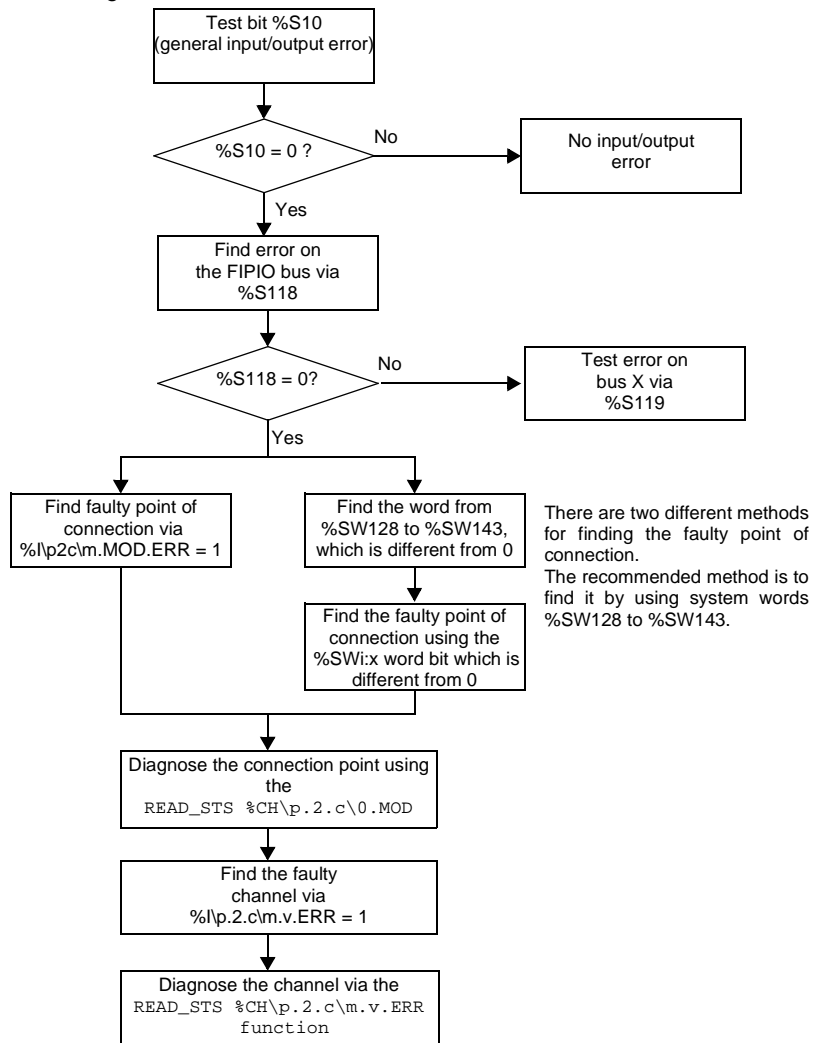 Test bit %S10
(general input/output error)
%S10 = 0 ?
No
No input/output
error
Yes
Find error on
the FIPIO bus via
%S118
%S118 = 0?
No
Test error on
bus X via
%S119
Yes
Find faulty point of
connection via
%I\p2c\m.MOD.ERR = 1
Find the word from
%SW128 to %SW143,
which is different from 0
There are two different methods
for finding the faulty point of
connection.
The recommended method is to
find it by using system words
%SW128 to %SW143.
Find the faulty point of
connection using the
%SWi:x word bit which is
different from 0
Diagnose the connection point using
the
READ_STS %CH\p.2.c\0.MOD
Find the faulty
channel via
%I\p.2.c\m.v.ERR = 1
Diagnose the channel via the
READ_STS %CH\p.2.c\m.v.ERR
function